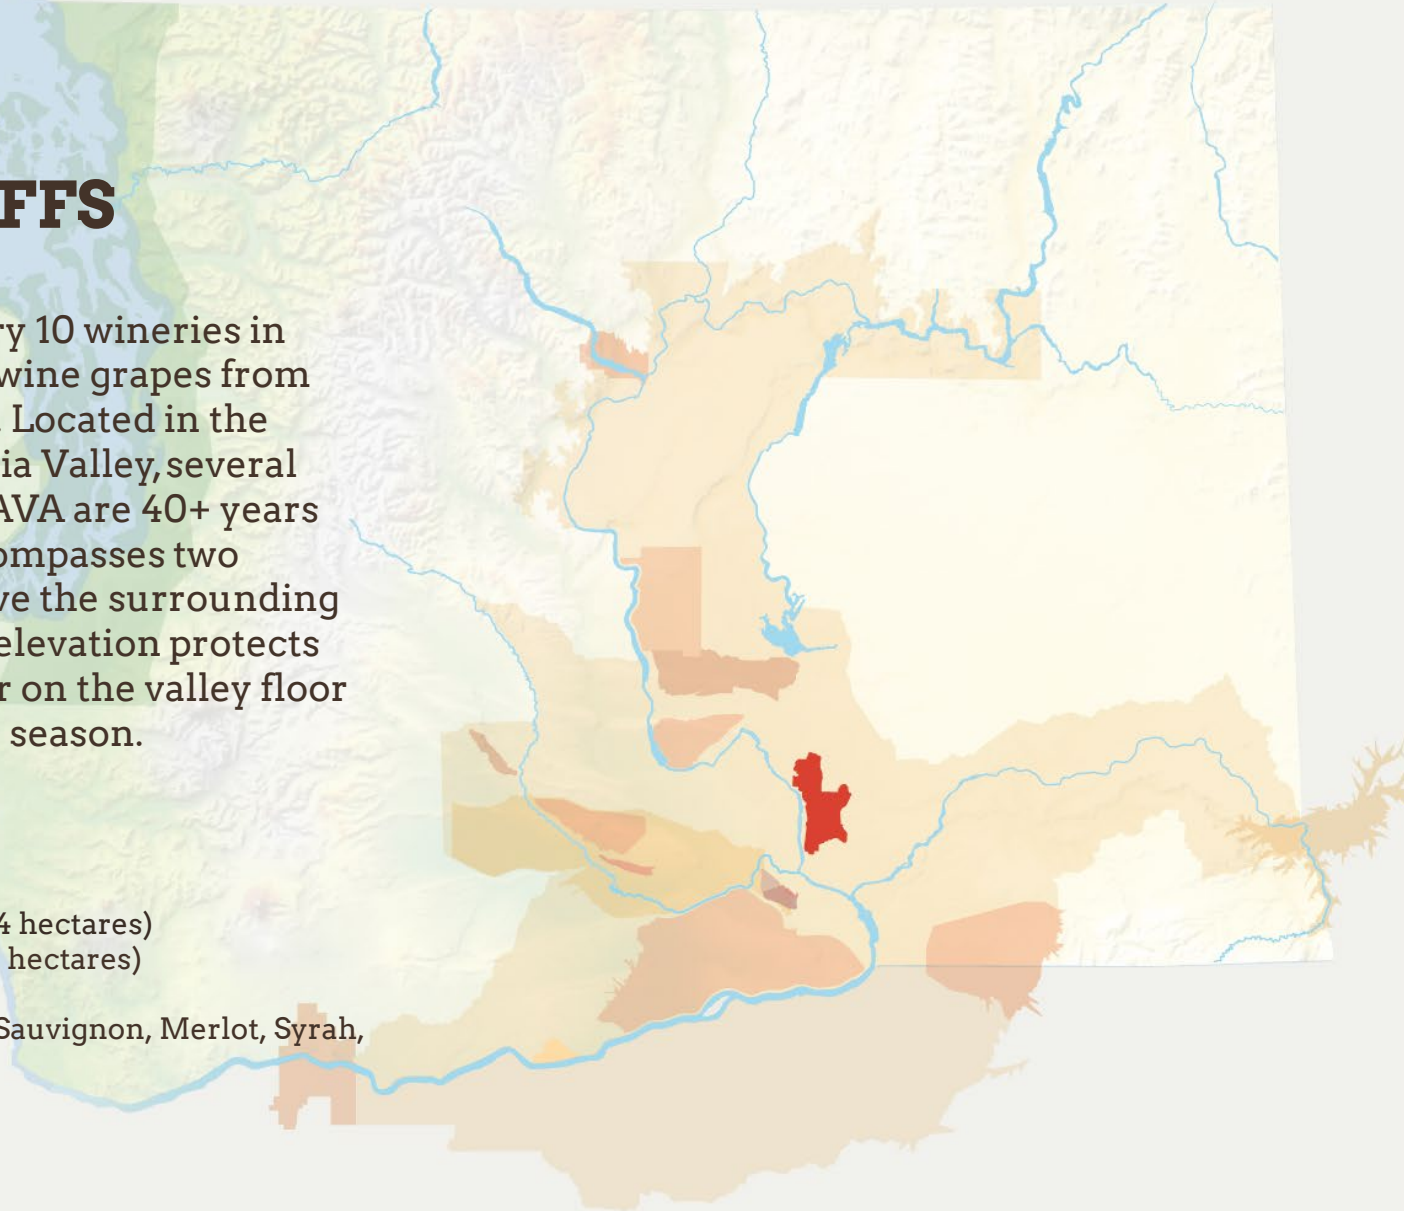 FFS
ry 10 wineries in
wine grapes from
. Located in the
ia Valley, several
AVA are 40+ years
ompasses two
ve the surrounding
elevation protects
r on the valley floor
season.
4 hectares)
hectares)
Sauvignon, Merlot, Syrah,